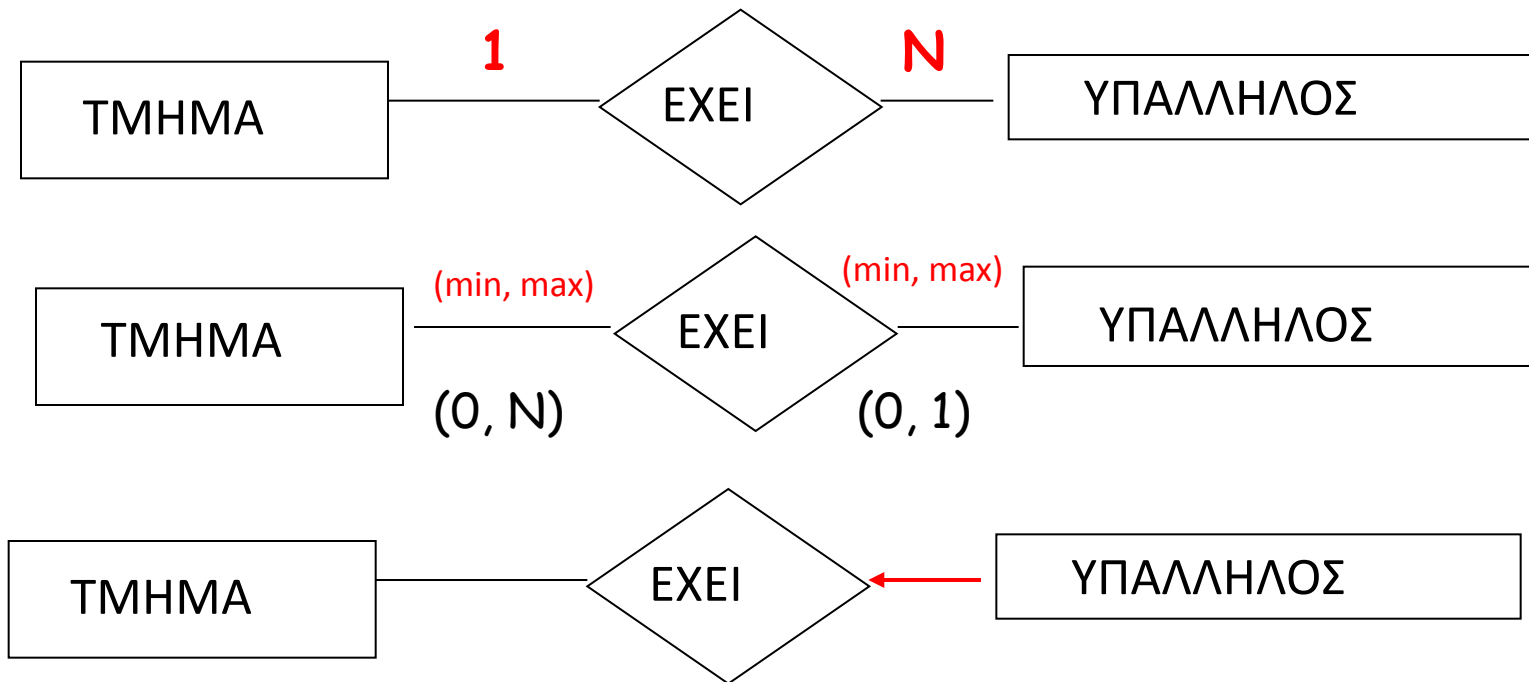 1 N
ΤΜΗΜΑ ΕΧΕΙ ΥΠΑΛΛΗΛΟΣ
(min, max) (min, max)
ΤΜΗΜΑ ΕΧΕΙ ΥΠΑΛΛΗΛΟΣ
(0, N) (0, 1)
ΤΜΗΜΑ ΕΧΕΙ ΥΠΑΛΛΗΛΟΣ